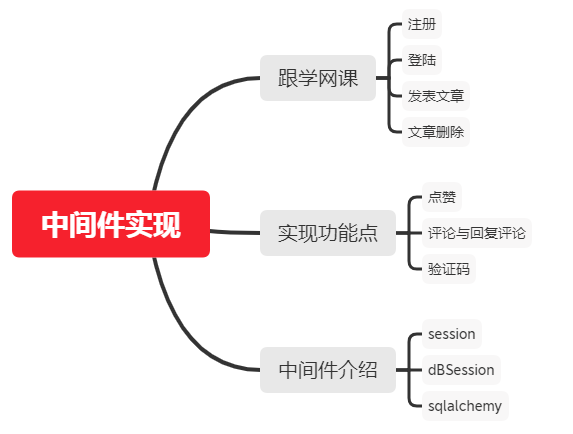 中间件实现
跟学网课
注册
登陆
发表文章
文章删除
实现功能点
点赞
评论与回复评论
验证码
中间件介绍
session
dBSession
sqlalchemy